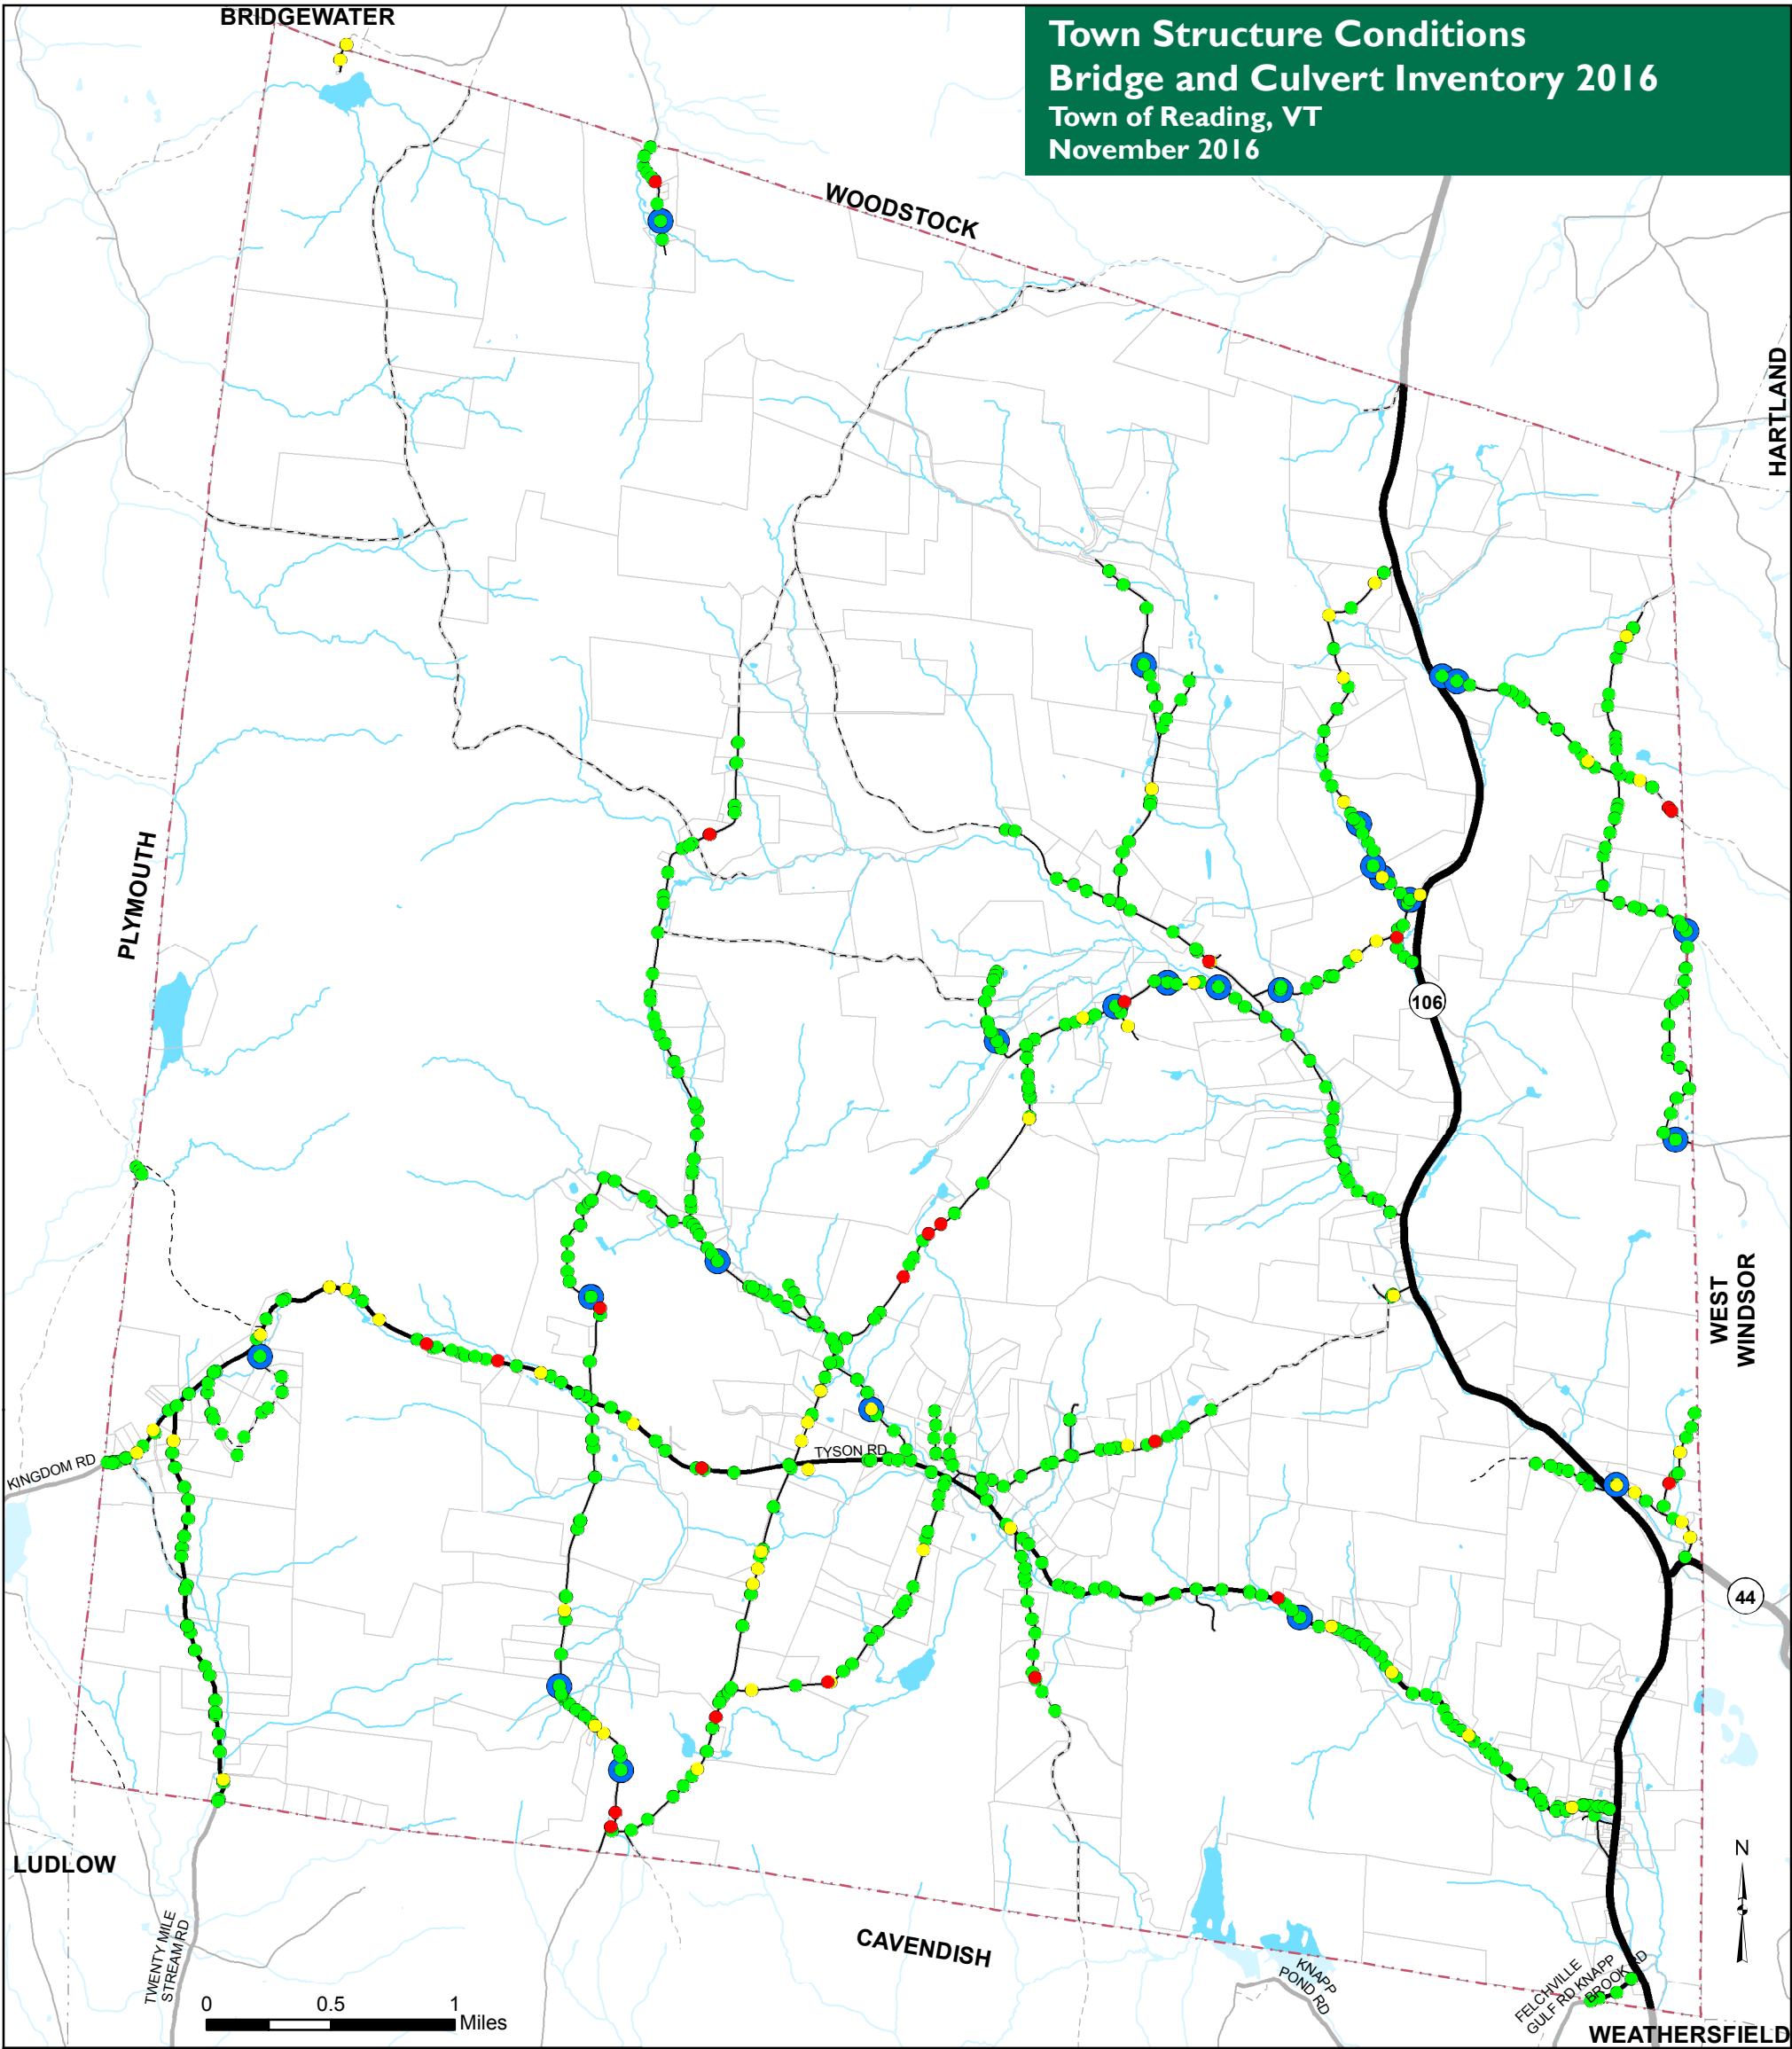 BRIDGEWATER
Town Structure Conditions
Bridge and Culvert Inventory 2016
Town of Reading, VT
November 2016
WOODSTOCK
HARTLAND
PLYMOUTH
106
WEST
WINDSOR
KINGDOM RD
TYSON RD
44
LUDLOW
N
CAVENDISH
TWENTY MILE
STREAM RD
KNAPP
POND RD
FELCHVILLE
GULF RD
KNAPP
BROOK RD
0 0.5 1
Miles
WEATHERSFIELD